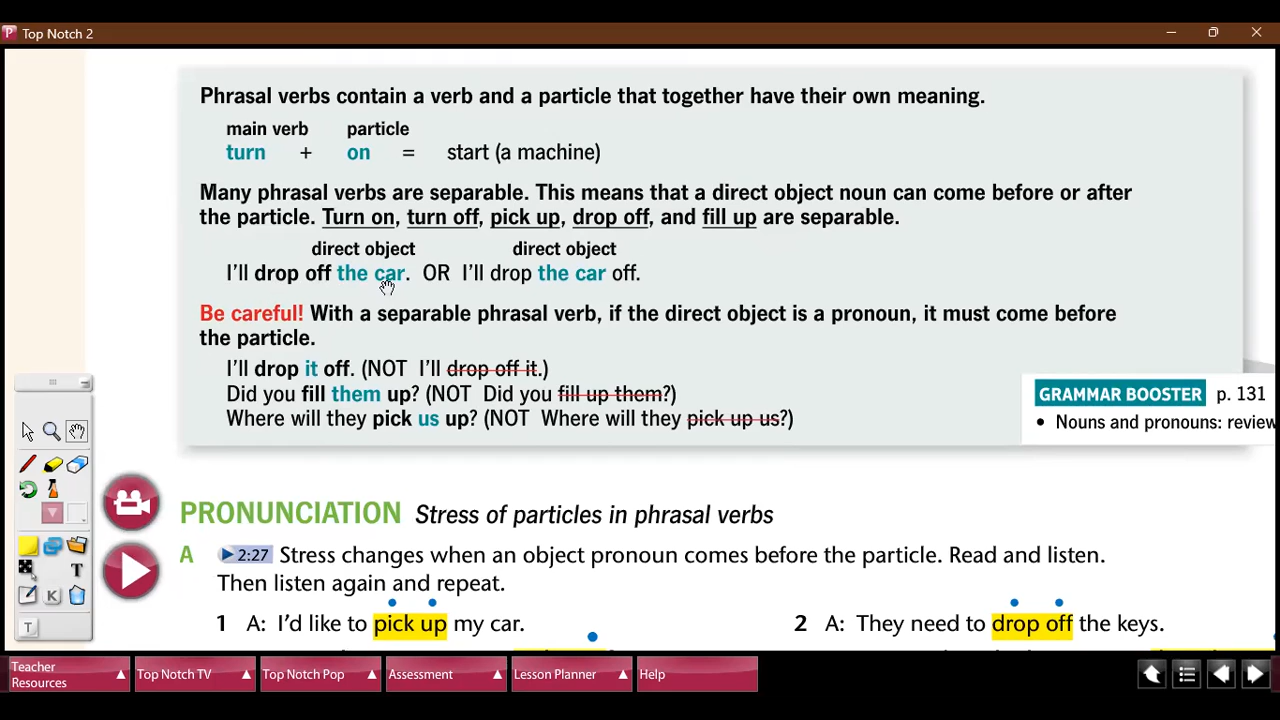 Top Notch 2
Phrasal verbs contain a verb and a particle that together have their own meaning.
main verb particle
turn + on = start (a machine)
Many phrasal verbs are separable. This means that a direct object noun can come before or after
the particle. Turn on, turn off, pick up, drop off, and fill up are separable.
direct object direct object
I'll drop off the car. OR I'll drop the car off.
Be careful! With a separable phrasal verb, if the direct object is a pronoun, it must come before
the particle.
I'll drop it off. (NOT I'll drop off it.)
Did you fill them up? (NOT Did you fill up them?)
Where will they pick us up? (NOT Where will they pick up us?)
GRAMMAR BOOSTER p. 131
• Nouns and pronouns: review
PRONUNCIATION Stress of particles in phrasal verbs
A 2:27 Stress changes when an object pronoun comes before the particle. Read and listen.
Then listen again and repeat.
1 A: I'd like to pick up my car.
2 A: They need to drop off the keys.
Teacher
Resources
Top Notch TV
Top Notch Pop
Assessment
Lesson Planner
Help